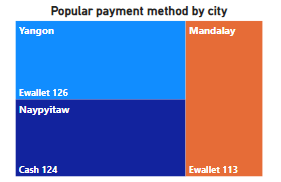 Popular payment method by city
Yangon
Ewallet 126
Naypyitaw
Cash 124
Mandalay
Ewallet 113